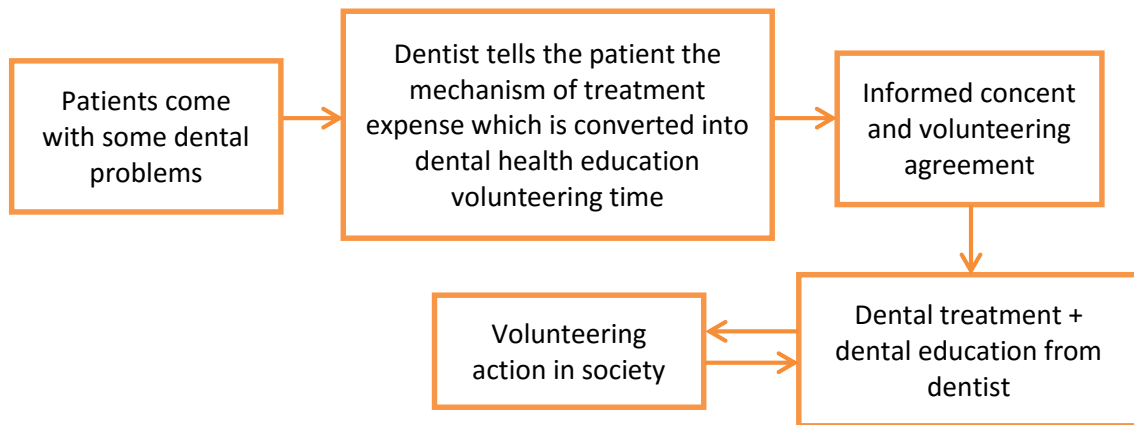 Patients come
with some dental
problems
Dentist tells the patient the
mechanism of treatment
expense which is converted into
dental health education
volunteering time
Informed concent
and volunteering
agreement
Volunteering
action in society
Dental treatment +
dental education from
dentist